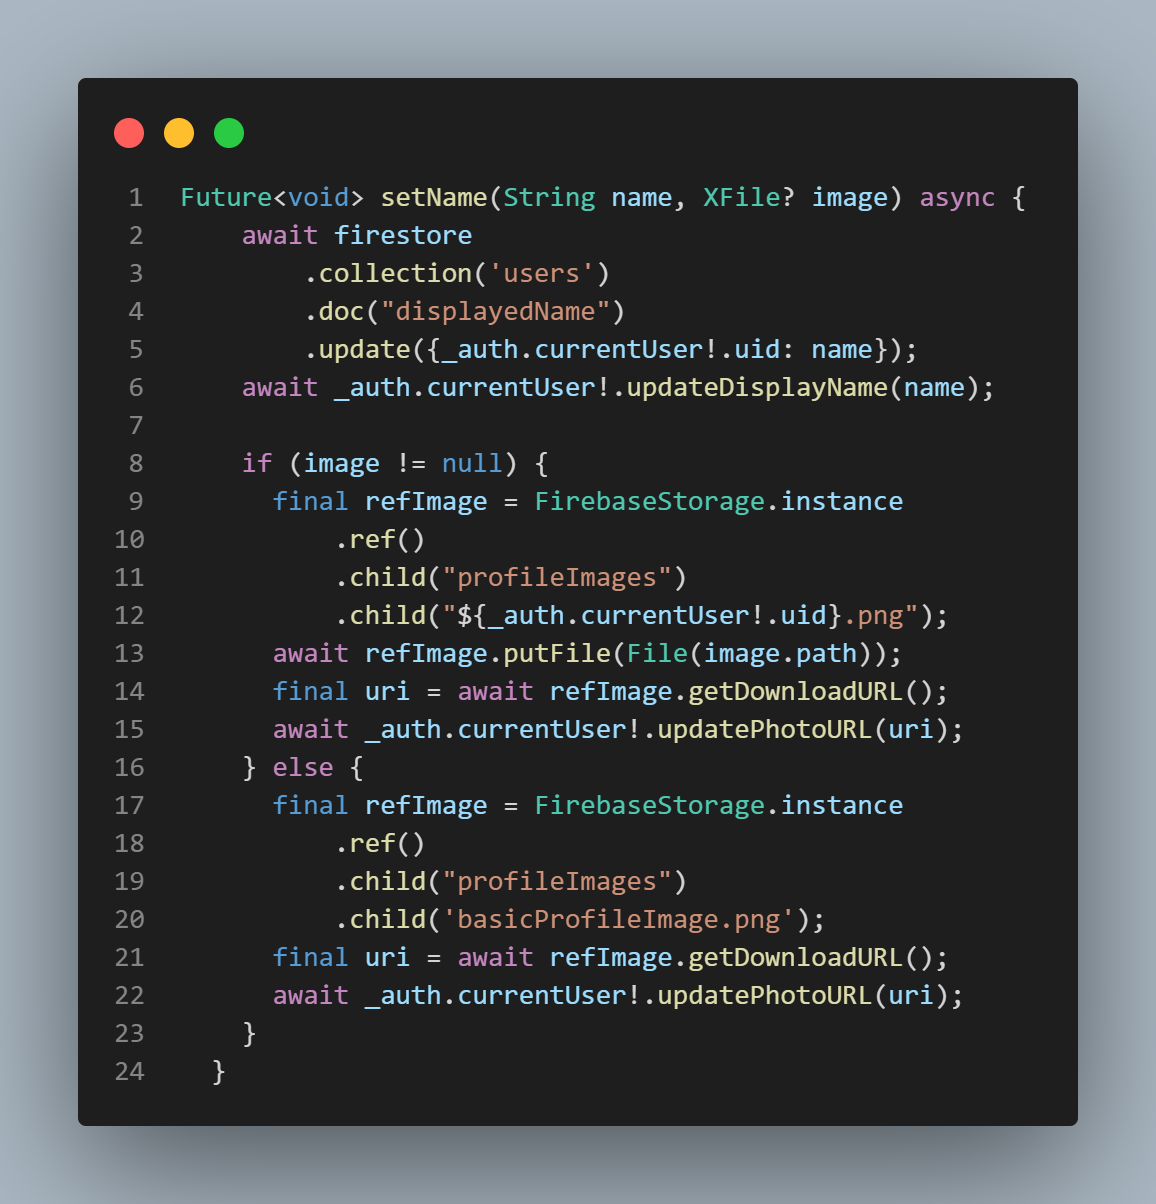 1 Future<void> setName(String name, XFile? image) async {
2 await firestore
3 .collection('users')
4 .doc("displayedName")
5 .update({_auth.currentUser!.uid: name});
6 await _auth.currentUser!.updateDisplayName(name);
7
8 if (image != null) {
9 final refImage = FirebaseStorage.instance
10 .ref()
11 .child("profileImages")
12 .child("${_auth.currentUser!.uid}.png");
13 await refImage.putFile(File(image.path));
14 final uri = await refImage.getDownloadURL();
15 await _auth.currentUser!.updatePhotoURL(uri);
16 } else {
17 final refImage = FirebaseStorage.instance
18 .ref()
19 .child("profileImages")
20 .child('basicProfileImage.png');
21 final uri = await refImage.getDownloadURL();
22 await _auth.currentUser!.updatePhotoURL(uri);
23 }
24 }